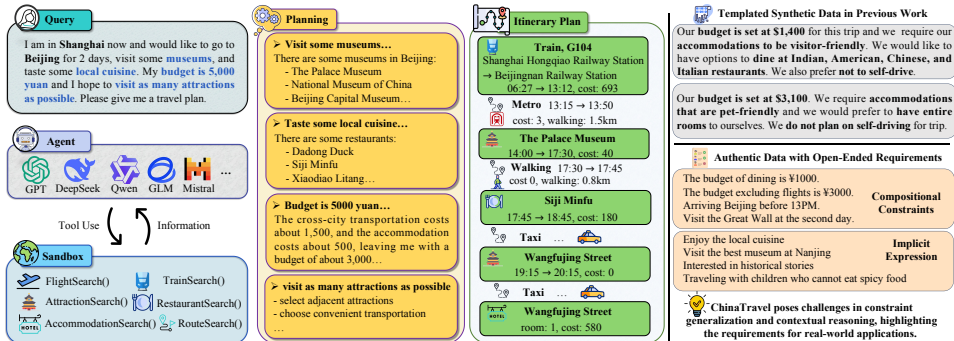 Query
I am in Shanghai now and would like to go to
Beijing for 2 days, visit some museums, and
taste some local cuisine. My budget is 5,000
yuan and I hope to visit as many attractions
as possible. Please give me a travel plan.
Agent
GPT DeepSeek Qwen GLM Mistral ...
Tool Use
Information
Sandbox
FlightSearch()
TrainSearch()
AttractionSearch()
RestaurantSearch()
HOTEL
AccommodationSearch()
RouteSearch()
Planning
➤ Visit some museums…
There are some museums in Beijing:
- The Palace Museum
- National Museum of China
- Beijing Capital Museum…
➤ Taste some local cuisine…
There are some restaurants:
- Dadong Duck
- Siji Minfu
- Xiaodiao Litang…
➤ Budget is 5000 yuan…
The cross-city transportation costs
about 1,500, and the accommodation
costs about 500, leaving me with a
budget of about 3,000…
➤ visit as many attractions as possible
- select adjacent attractions
- choose convenient transportation
…
Itinerary Plan
Train, G104
Shanghai Hongqiao Railway Station
→ Beijingnan Railway Station
06:27 → 13:12, cost: 693
Metro 13:15 → 13:50
cost: 3, walking: 1.5km
The Palace Museum
14:00 → 17:30, cost: 40
Walking 17:30 → 17:45
cost 0, walking: 0.8km
Siji Minfu
17:45 → 18:45, cost: 180
Taxi …
Wangfujing Street
19:15 → 20:15, cost: 0
Taxi …
HOTEL
Wangfujing Street
room: 1, cost: 580
Templated Synthetic Data in Previous Work
Our budget is set at $1,400 for this trip and we require our
accommodations to be visitor-friendly. We would like to
have options to dine at Indian, American, Chinese, and
Italian restaurants. We also prefer not to self-drive.
Our budget is set at $3,100. We require accommodations
that are pet-friendly and we would prefer to have entire
rooms to ourselves. We do not plan on self-driving for trip.
Authentic Data with Open-Ended Requirements
The budget of dining is ¥1000.
The budget excluding flights is ¥3000.
Arriving Beijing before 13PM.
Visit the Great Wall at the second day.
Compositional
Constraints
Enjoy the local cuisine
Visit the best museum at Nanjing
Interested in historical stories
Traveling with children who cannot eat spicy food
Implicit
Expression
ChinaTravel poses challenges in constraint
generalization and contextual reasoning, highlighting
the requirements for real-world applications.